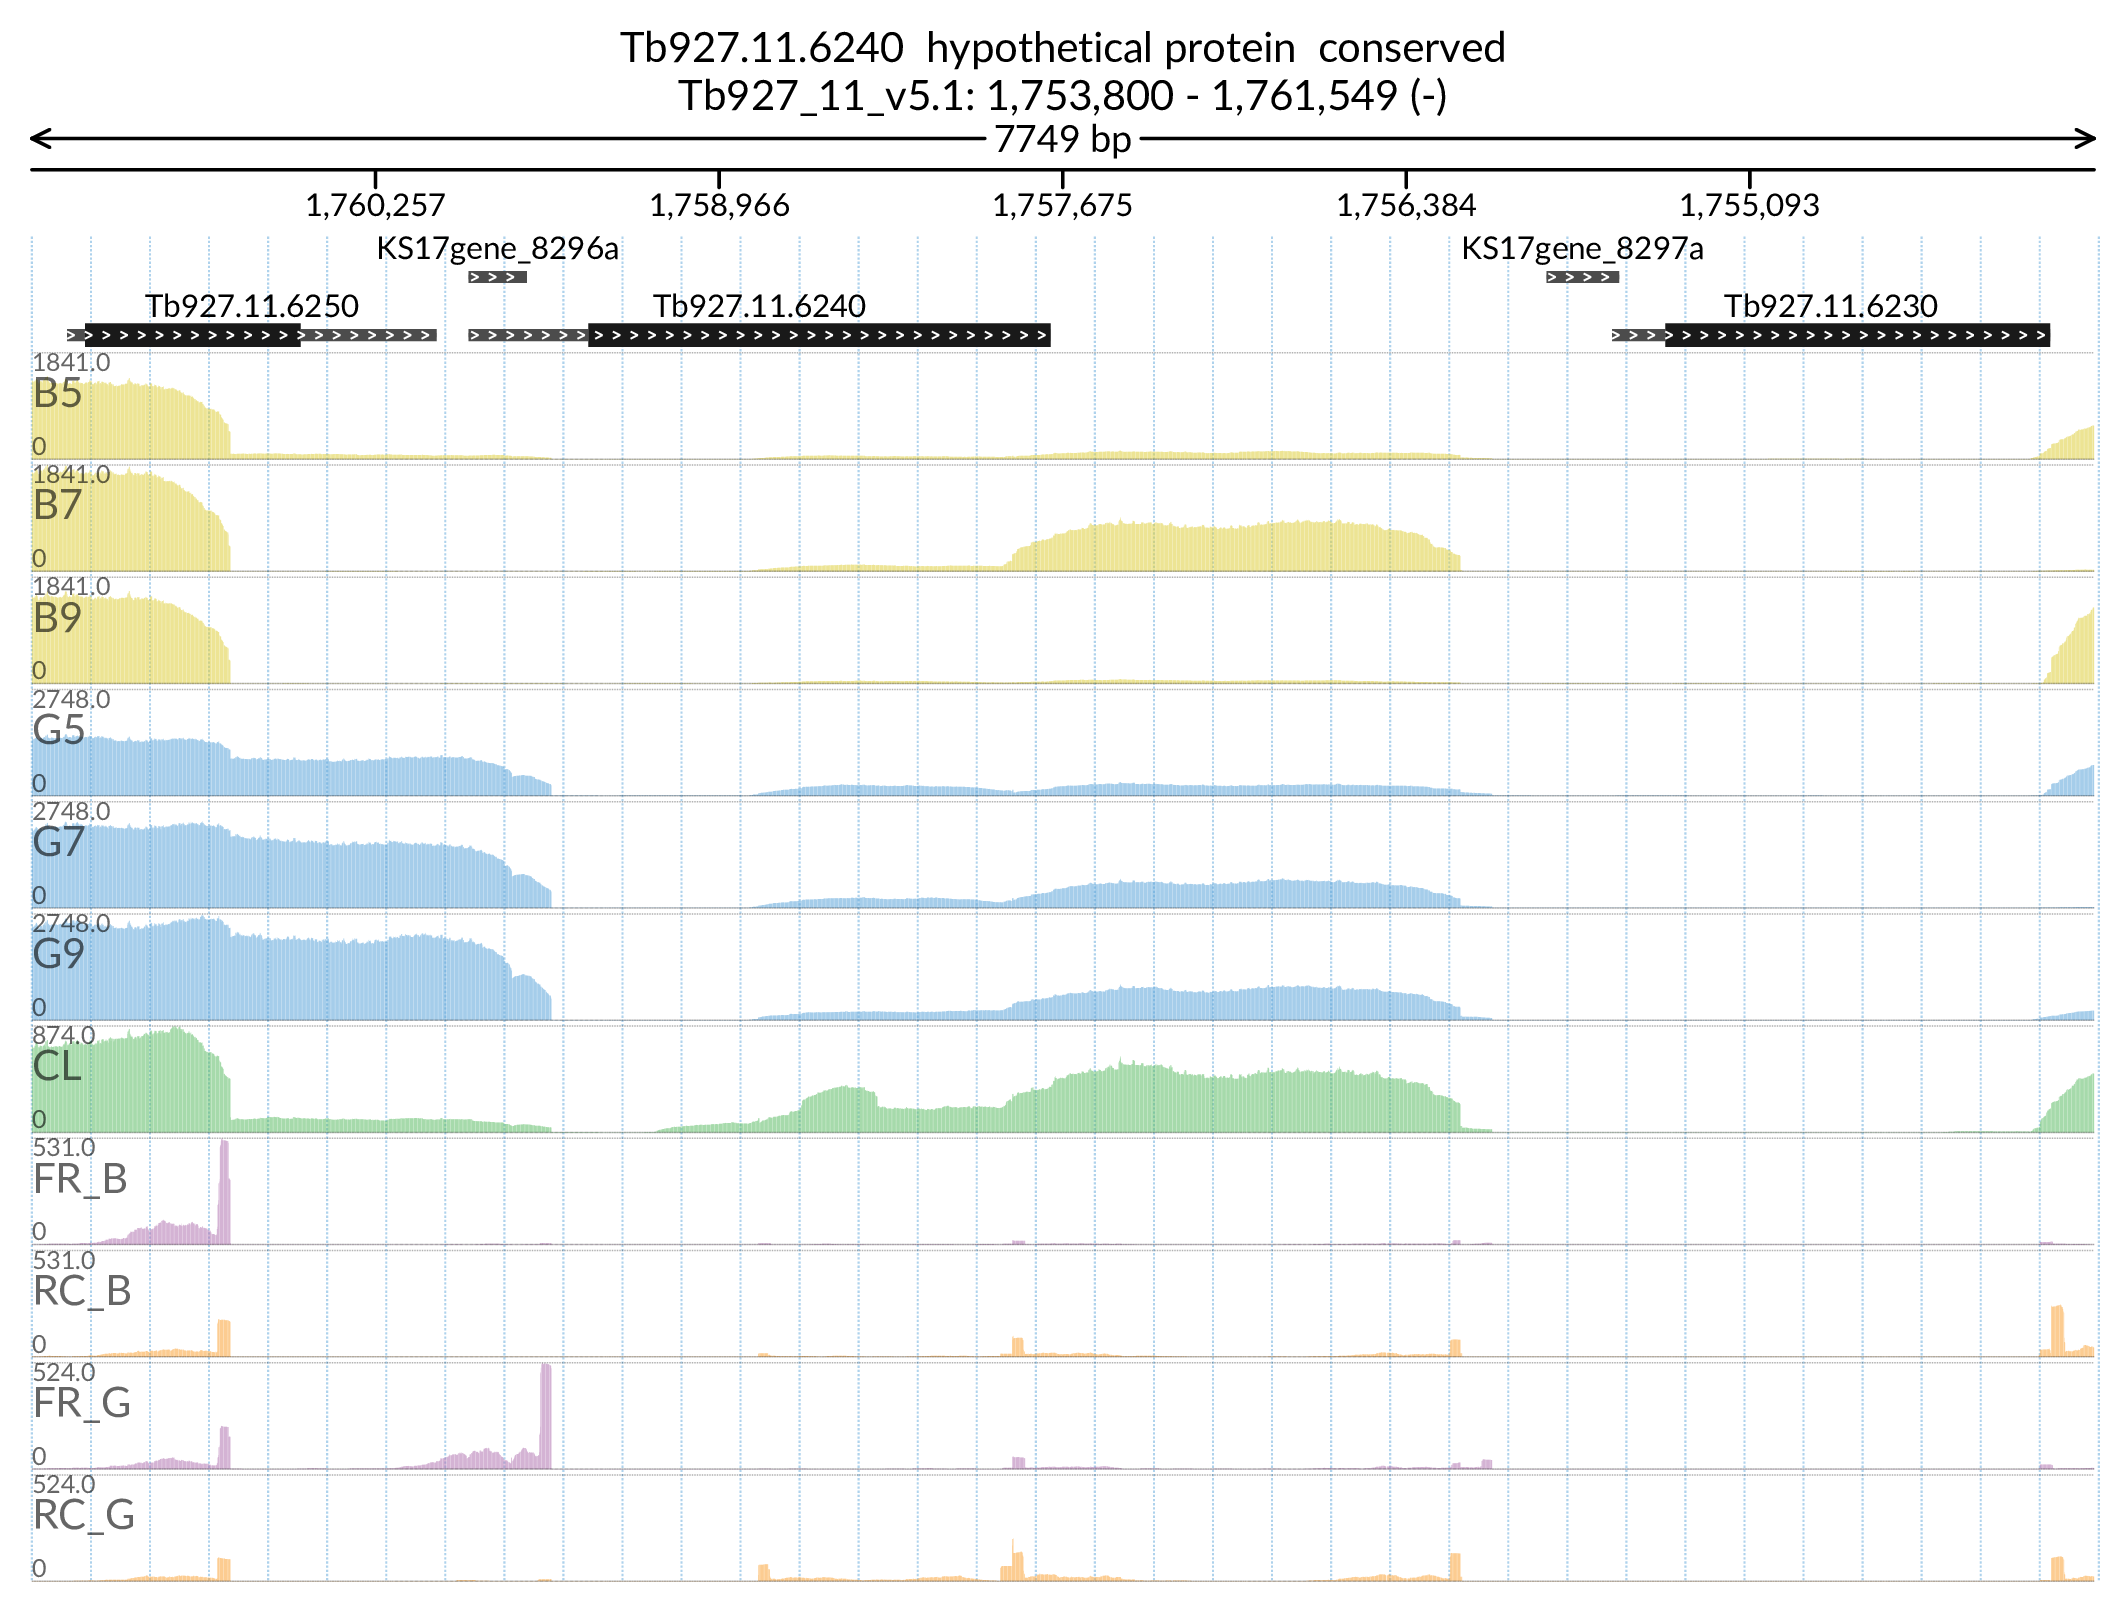 Tb927.11.6240  hypothetical protein  conserved
Tb927_11_v5.1: 1,753,800 - 1,761,549 (-)
7749 bp
1,760,257 1,758,966 1,757,675 1,756,384 1,755,093
KS17gene_8296a KS17gene_8297a
Tb927.11.6250 Tb927.11.6240 Tb927.11.6230
1841.0
B5
0
1841.0
B7
0
1841.0
B9
0
2748.0
G5
0
2748.0
G7
0
2748.0
G9
0
874.0
CL
0
531.0
FR_B
0
531.0
RC_B
0
524.0
FR_G
0
524.0
RC_G
0